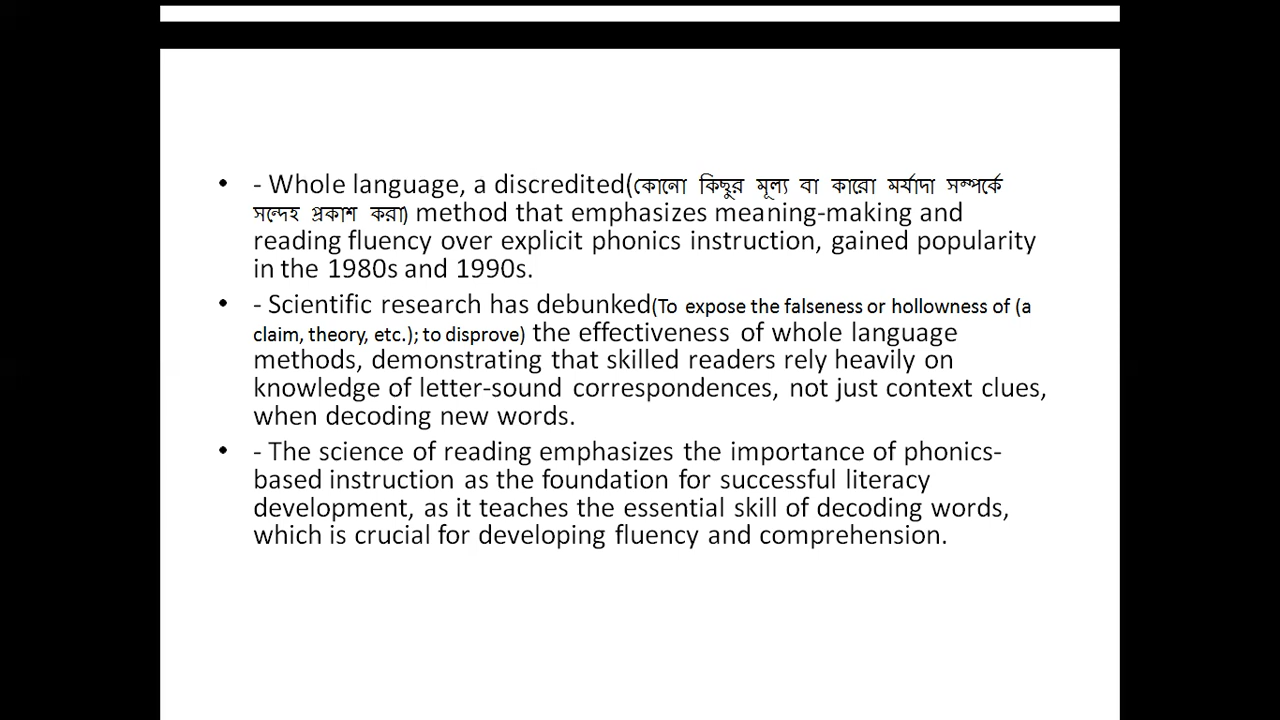 • - Whole language, a discredited(কোনো কিছুর মূল্য বা কারো মর্যাদা সম্পর্কে
সন্দেহ প্রকাশ করা) method that emphasizes meaning-making and
reading fluency over explicit phonics instruction, gained popularity
in the 1980s and 1990s.
• - Scientific research has debunked(To expose the falseness or hollowness of (a
claim, theory, etc.); to disprove) the effectiveness of whole language
methods, demonstrating that skilled readers rely heavily on
knowledge of letter-sound correspondences, not just context clues,
when decoding new words.
• - The science of reading emphasizes the importance of phonics-
based instruction as the foundation for successful literacy
development, as it teaches the essential skill of decoding words,
which is crucial for developing fluency and comprehension.